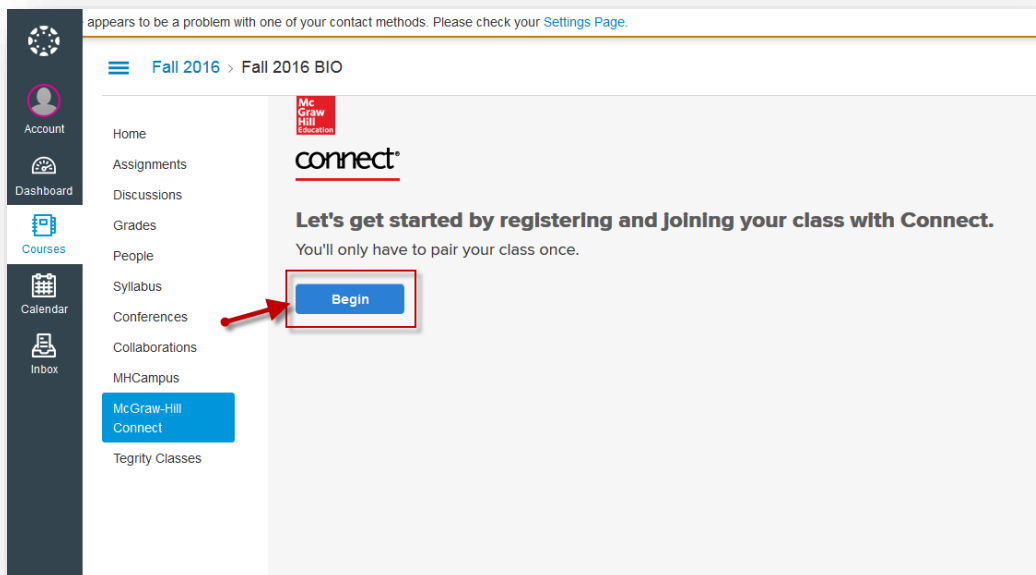 appears to be a problem with one of your contact methods. Please check your Settings Page.
Fall 2016 > Fall 2016 BIO
Account
Dashboard
Courses
Calendar
Inbox
Home
Assignments
Discussions
Grades
People
Syllabus
Conferences
Collaborations
MHCampus
McGraw-Hill
Connect
Tegrity Classes
Mc
Graw
Hill
Education
connect®
Let's get started by registering and joining your class with Connect.
You'll only have to pair your class once.
Begin